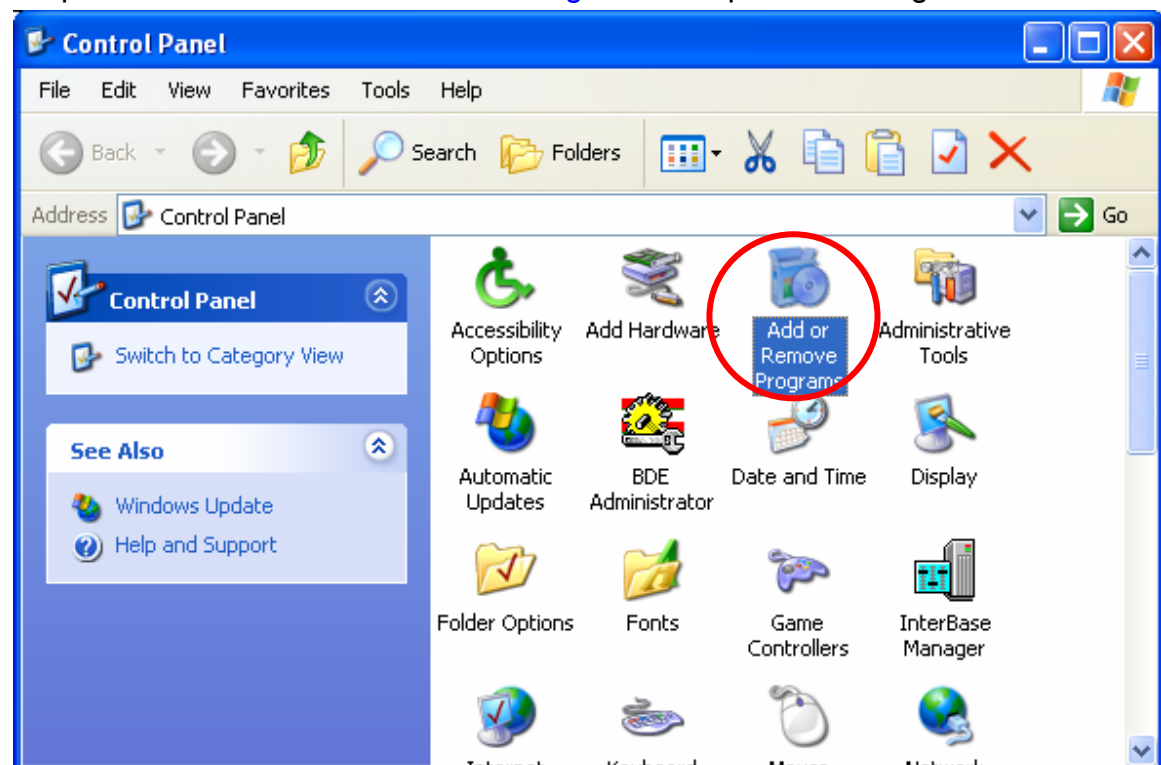 Control Panel
File Edit View Favorites Tools Help
Back Search Folders
Address Control Panel Go
Control Panel
Switch to Category View
See Also
Windows Update
Help and Support
Accessibility
Options
Add Hardware
Add or
Remove
Programs
Administrative
Tools
Automatic
Updates
BDE
Administrator
Date and Time
Display
Folder Options
Fonts
Game
Controllers
InterBase
Manager